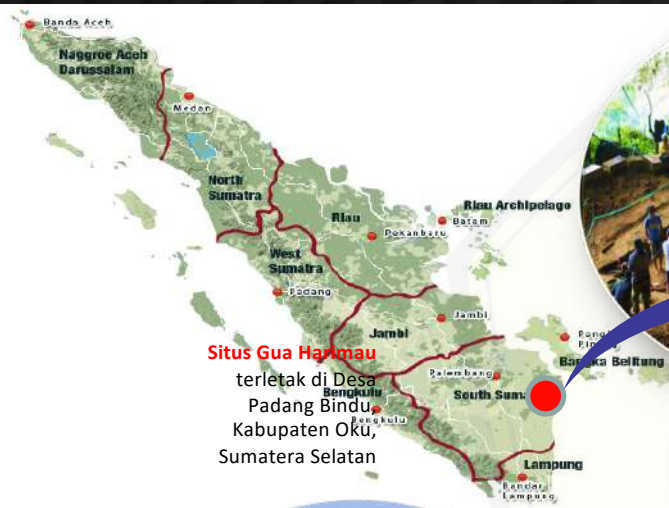 Banda Aceh
Naggroe Aceh
Darussalam
Medan
North
Sumatra
Riau
Pekanbaru
Riau Archipelago
Batam
West
Sumatra
Padang
Jambi
Jambi
Bangka Belitung
Palembang
South Suma
Bengkulu
Bengkulu
Lampung
Bandar
Lampung
Situs Gua Harimau
terletak di Desa
Padang Bindu,
Kabupaten Oku,
Sumatera Selatan